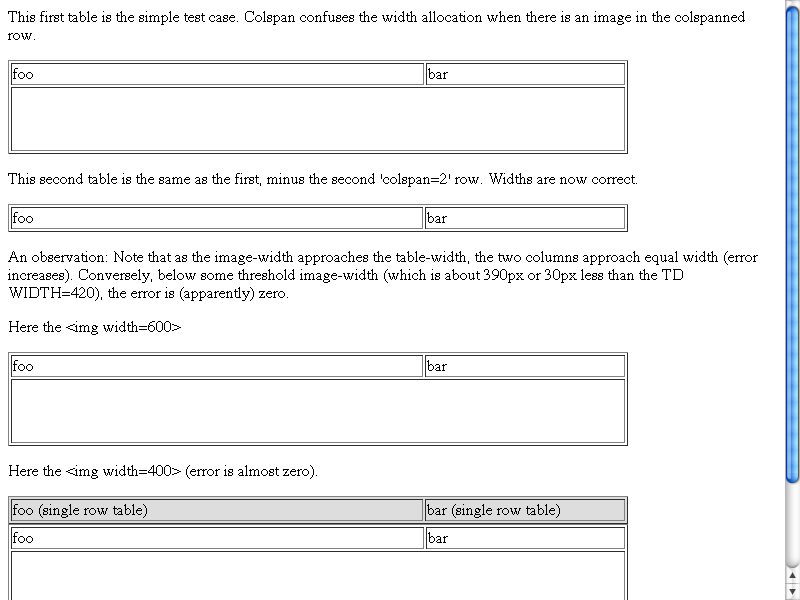 This first table is the simple test case. Colspan confuses the width allocation when there is an image in the colspanned
row.
foo bar
This second table is the same as the first, minus the second 'colspan=2' row. Widths are now correct.
foo bar
An observation: Note that as the image-width approaches the table-width, the two columns approach equal width (error
increases). Conversely, below some threshold image-width (which is about 390px or 30px less than the TD
WIDTH=420), the error is (apparently) zero.
Here the <img width=600>
foo bar
Here the <img width=400> (error is almost zero).
foo (single row table) bar (single row table)
foo bar